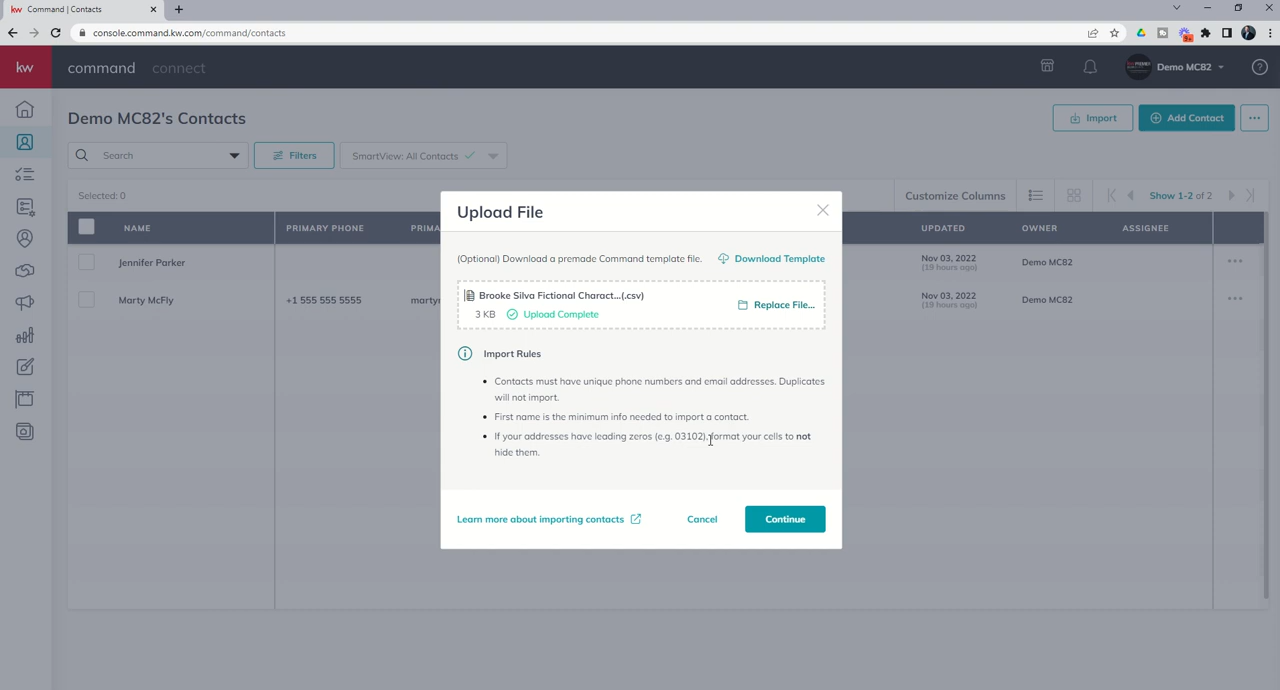 kw Command | Contacts
console.command.kw.com/command/contacts
9+
kw command connect
Demo MC82
Demo MC82's Contacts
Import
Add Contact
Search
Filters
SmartView: All Contacts
Selected: 0
Customize Columns
Show 1-2 of 2
NAME PRIMARY PHONE PRIMA UPDATED OWNER ASSIGNEE
Jennifer Parker Nov 03, 2022 Demo MC82
(19 hours ago)
Marty McFly +1 555 555 5555 martyr Nov 03, 2022 Demo MC82
(19 hours ago)
Upload File
(Optional) Download a premade Command template file. Download Template
Brooke Silva Fictional Charact...(.csv)
3 KB Upload Complete
Replace File...
Import Rules
• Contacts must have unique phone numbers and email addresses. Duplicates
will not import.
• First name is the minimum info needed to import a contact.
• If your addresses have leading zeros (e.g. 03102), format your cells to not
hide them.
Learn more about importing contacts Cancel Continue